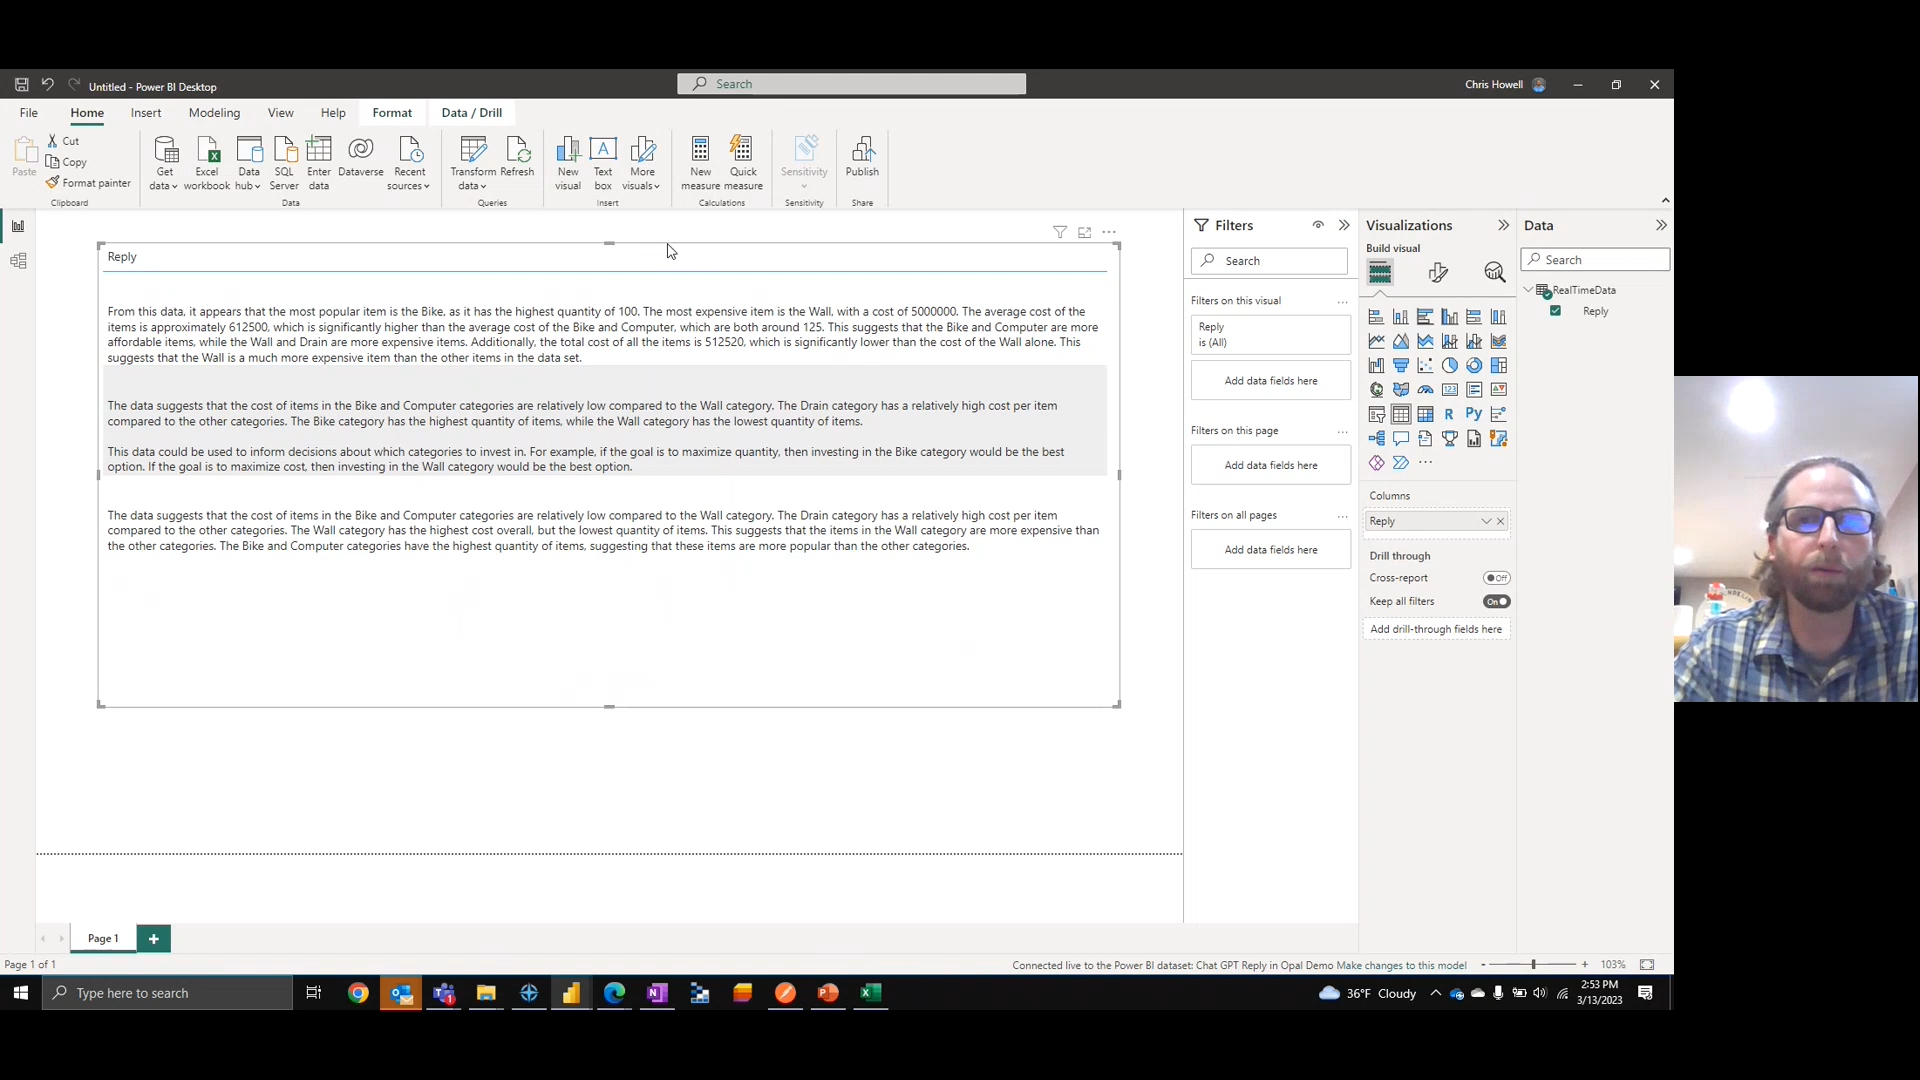 Untitled - Power BI Desktop
Search
Chris Howell
File
Home
Insert
Modeling
View
Help
Format
Data / Drill
Paste
Cut
Copy
Format painter
Clipboard
Get data
Excel workbook
Data hub
SQL Server
Enter data
Dataverse
Recent sources
Data
Transform data
Refresh
Queries
New visual
Text box
More visuals
Insert
New measure
Quick measure
Calculations
Sensitivity
Sensitivity
Publish
Share
Reply
From this data, it appears that the most popular item is the Bike, as it has the highest quantity of 100. The most expensive item is the Wall, with a cost of 5000000. The average cost of the
items is approximately 612500, which is significantly higher than the average cost of the Bike and Computer, which are both around 125. This suggests that the Bike and Computer are more
affordable items, while the Wall and Drain are more expensive items. Additionally, the total cost of all the items is 512520, which is significantly lower than the cost of the Wall alone. This
suggests that the Wall is a much more expensive item than the other items in the data set.
The data suggests that the cost of items in the Bike and Computer categories are relatively low compared to the Wall category. The Drain category has a relatively high cost per item
compared to the other categories. The Bike category has the highest quantity of items, while the Wall category has the lowest quantity of items.
This data could be used to inform decisions about which categories to invest in. For example, if the goal is to maximize quantity, then investing in the Bike category would be the best
option. If the goal is to maximize cost, then investing in the Wall category would be the best option.
The data suggests that the cost of items in the Bike and Computer categories are relatively low compared to the Wall category. The Drain category has a relatively high cost per item
compared to the other categories. The Wall category has the highest cost overall, but the lowest quantity of items. This suggests that the items in the Wall category are more expensive than
the other categories. The Bike and Computer categories have the highest quantity of items, suggesting that these items are more popular than the other categories.
Filters
Search
Filters on this visual
Reply
is (All)
Add data fields here
Filters on this page
Add data fields here
Filters on all pages
Add data fields here
Visualizations
Build visual
R
Py
123
Columns
Reply
Drill through
Cross-report
Off
Keep all filters
On
Add drill-through fields here
Data
Search
RealTimeData
Reply
Page 1
Page 1 of 1
Connected live to the Power BI dataset: Chat GPT Reply in Opal Demo Make changes to this model
103%
Type here to search
36°F Cloudy
2:53 PM
3/13/2023